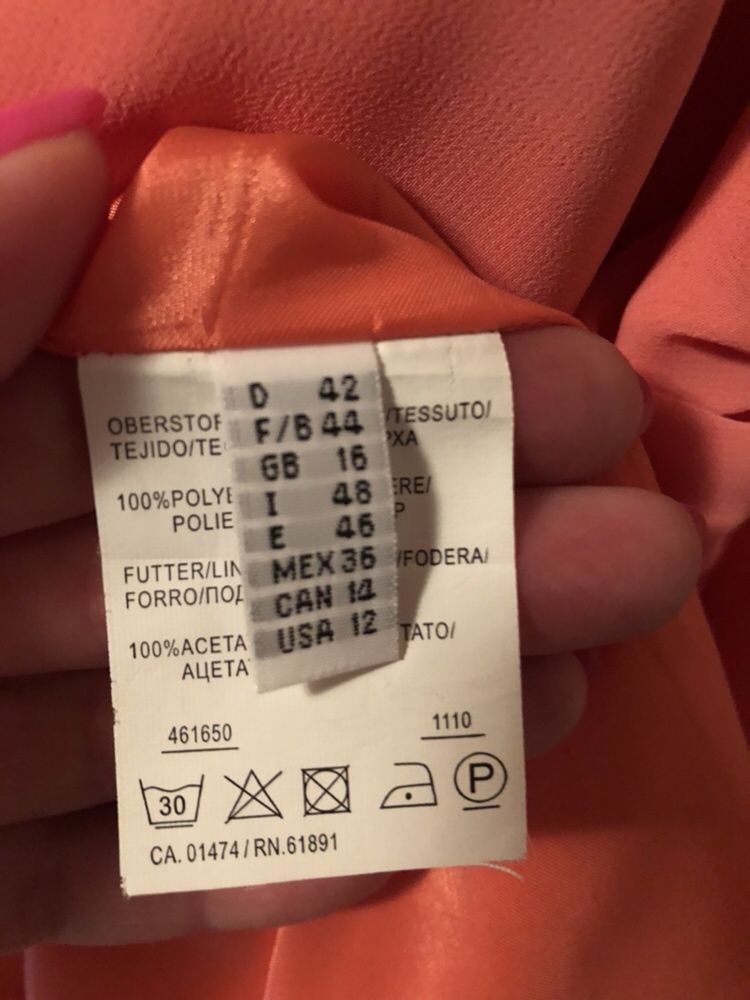 D 42
F/B 44
GB 16
I 48
E 46
MEX 36
CAN 14
USA 12
OBERSTOF /TESSUTO/
TEJIDO/TE РХА
100%POLYE ERE/
POLIE P
FUTTER/LIN /FODERA/
FORRO/ПОД
100%ACETA TATO/
АЦЕТА
461650 1110
30 P
CA. 01474 / RN. 61891